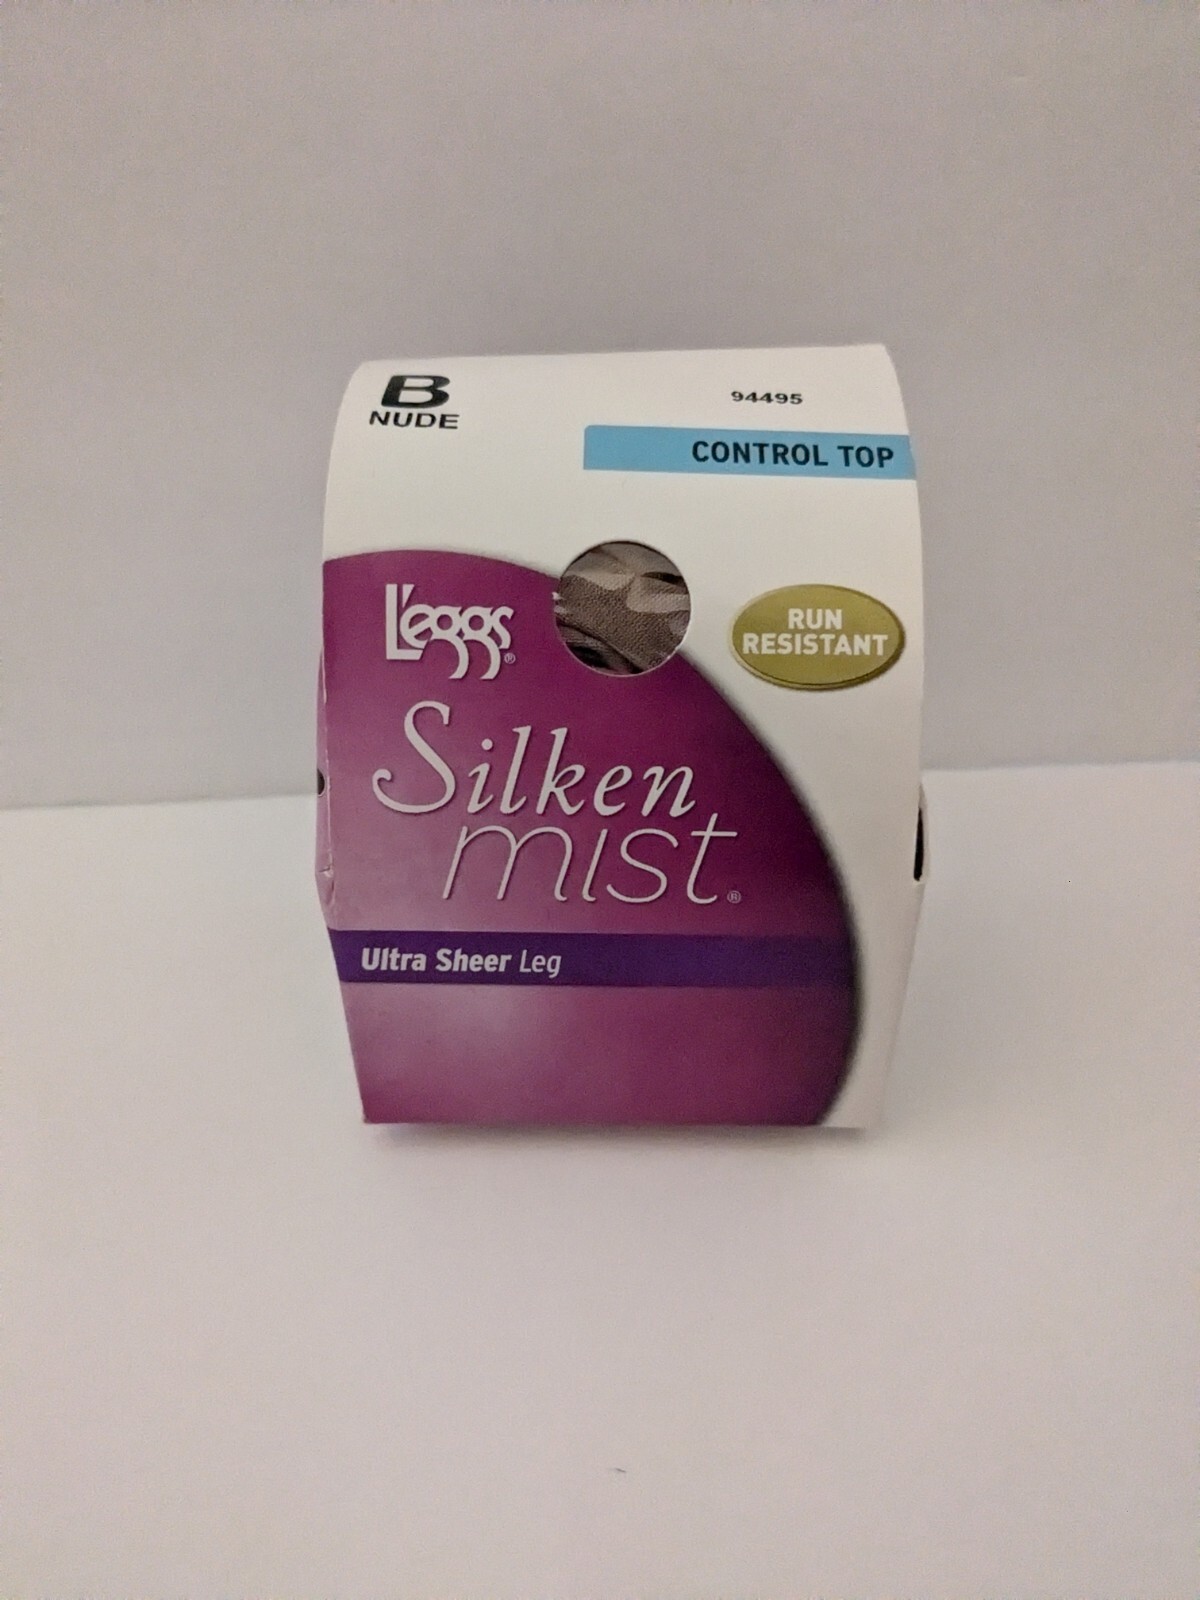 B
NUDE
94495
CONTROL TOP
L'eggs®
RUN
RESISTANT
Silken
mist®
Ultra Sheer Leg